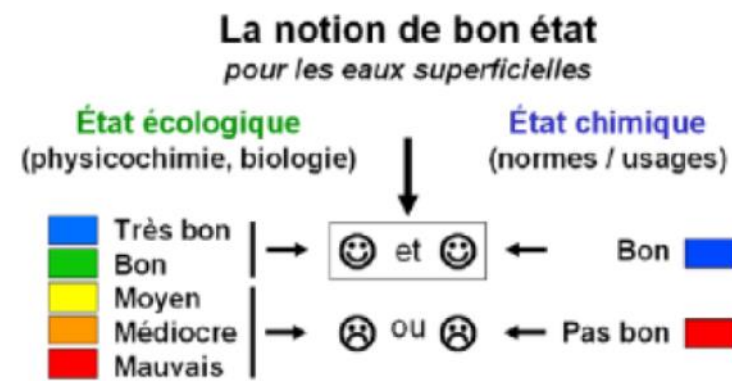 La notion de bon état
pour les eaux superficielles
État écologique
(physicochimie, biologie)
État chimique
(normes / usages)
Très bon
Bon
Moyen
Médiocre
Mauvais
et
ou
Bon
Pas bon